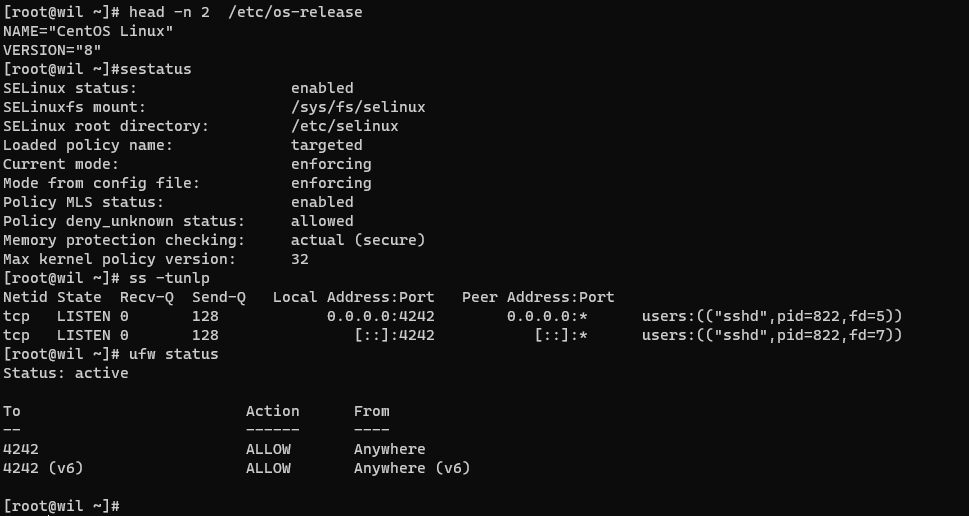 [root@wil ~]# head -n 2  /etc/os-release
NAME="CentOS Linux"
VERSION="8"
[root@wil ~]#sestatus
SELinux status:                 enabled
SELinuxfs mount:                /sys/fs/selinux
SELinux root directory:         /etc/selinux
Loaded policy name:             targeted
Current mode:                   enforcing
Mode from config file:          enforcing
Policy MLS status:              enabled
Policy deny_unknown status:     allowed
Memory protection checking:     actual (secure)
Max kernel policy version:      32
[root@wil ~]# ss -tunlp
Netid State  Recv-Q  Send-Q   Local Address:Port   Peer Address:Port
tcp   LISTEN 0       128            0.0.0.0:4242        0.0.0.0:*      users:(("sshd",pid=822,fd=5))
tcp   LISTEN 0       128               [::]:4242           [::]:*      users:(("sshd",pid=822,fd=7))
[root@wil ~]# ufw status
Status: active

To                         Action      From
--                         ------      ----
4242                       ALLOW       Anywhere
4242 (v6)                  ALLOW       Anywhere (v6)

[root@wil ~]#